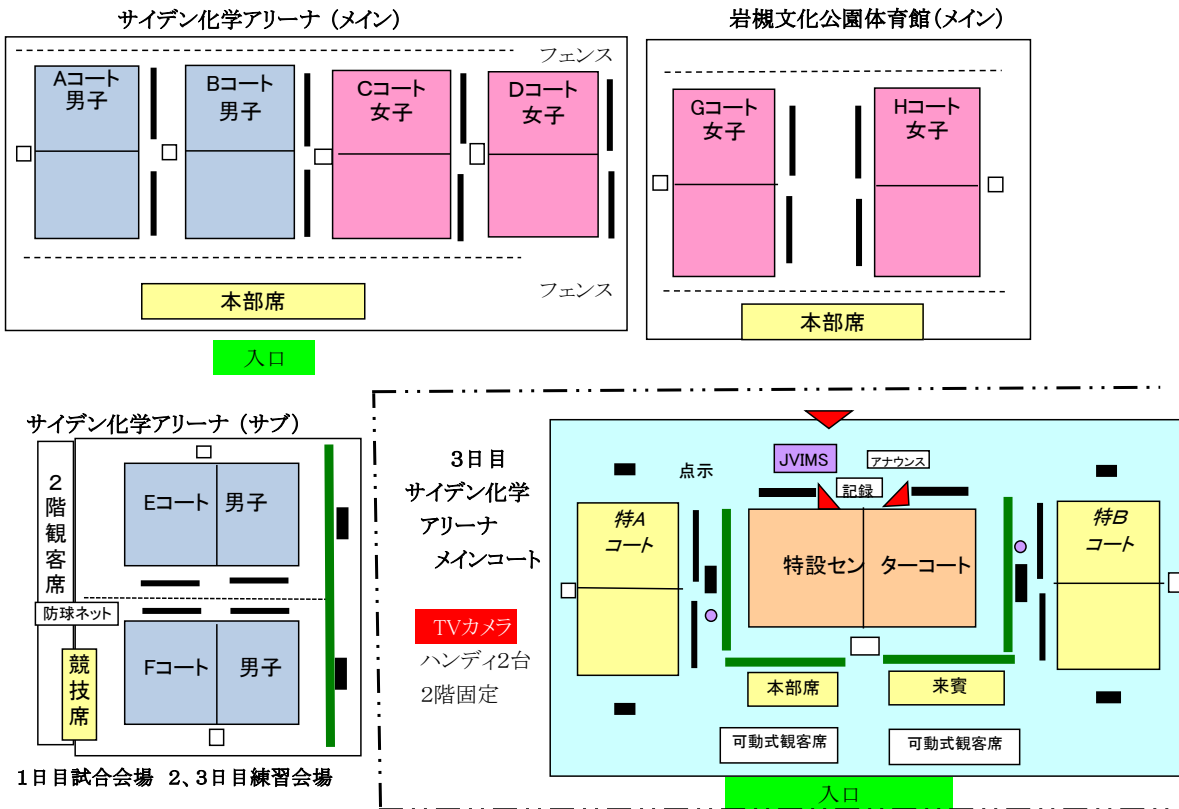 サイデン化学アリーナ（メイン）
フェンス
Aコート
男子
Bコート
男子
Cコート
女子
Dコート
女子
フェンス
本部席
入口
岩槻文化公園体育館（メイン）
Gコート
女子
Hコート
女子
本部席
サイデン化学アリーナ（サブ）
2階観客席
Eコート 男子
防球ネット
Fコート 男子
競技席
1日目試合会場 2、3日目練習会場
3日目
サイデン化学
アリーナ
メインコート
TVカメラ
ハンディ2台
2階固定
点示
JVIMS
アナウンス
記録
特A
コート
特設センターコート
特B
コート
本部席
来賓
可動式観客席
可動式観客席
入口